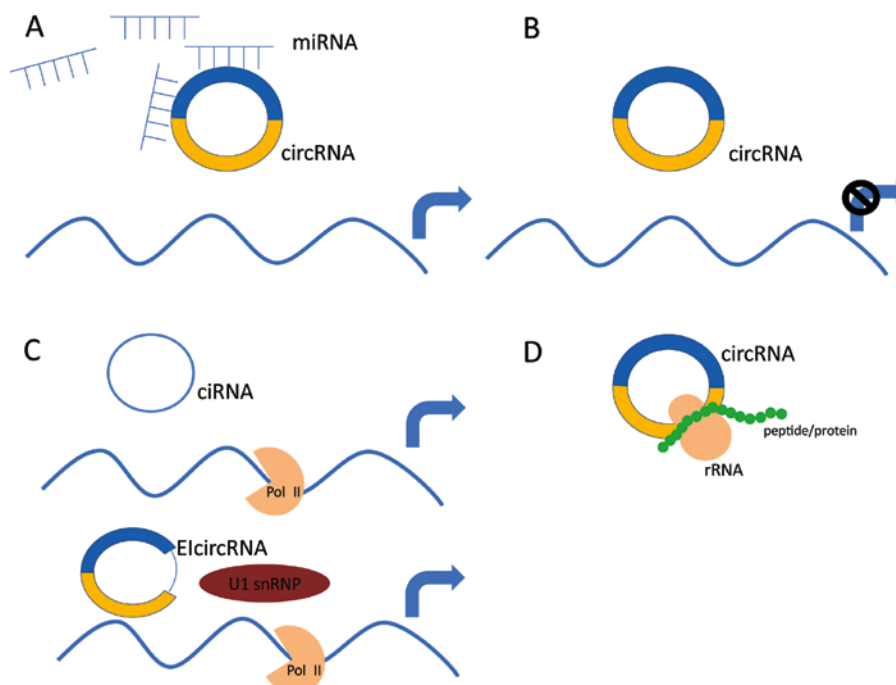 A
miRNA
circRNA
B
circRNA
C
ciRNA
Pol II
EIcircRNA
U1 snRNP
Pol II
D
circRNA
peptide/protein
rRNA